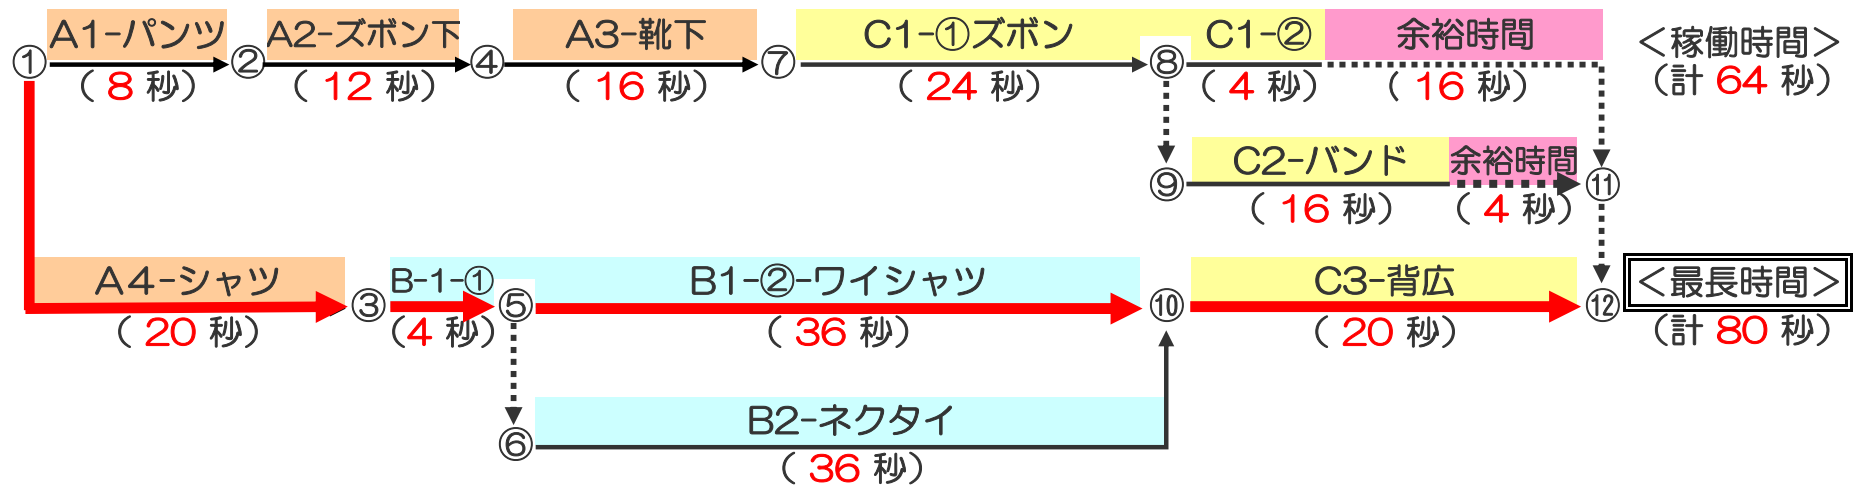 A1-パンツ A2-ズボン下 A3-靴下 C1-①ズボン C1-② 余裕時間 <稼働時間>
① ② ④ ⑦ ⑧
( 8 秒) ( 12 秒) ( 16 秒) ( 24 秒) ( 4 秒) ( 16 秒) (計 64 秒)
C2-バンド 余裕時間
⑨ ⑪
( 16 秒) ( 4 秒)
A4-シャツ B-1-① B1-②-ワイシャツ C3-背広 <最長時間>
③ ⑤ ⑩ ⑫
( 20 秒) (4 秒) ( 36 秒) ( 20 秒) (計 80 秒)
B2-ネクタイ
⑥
( 36 秒)